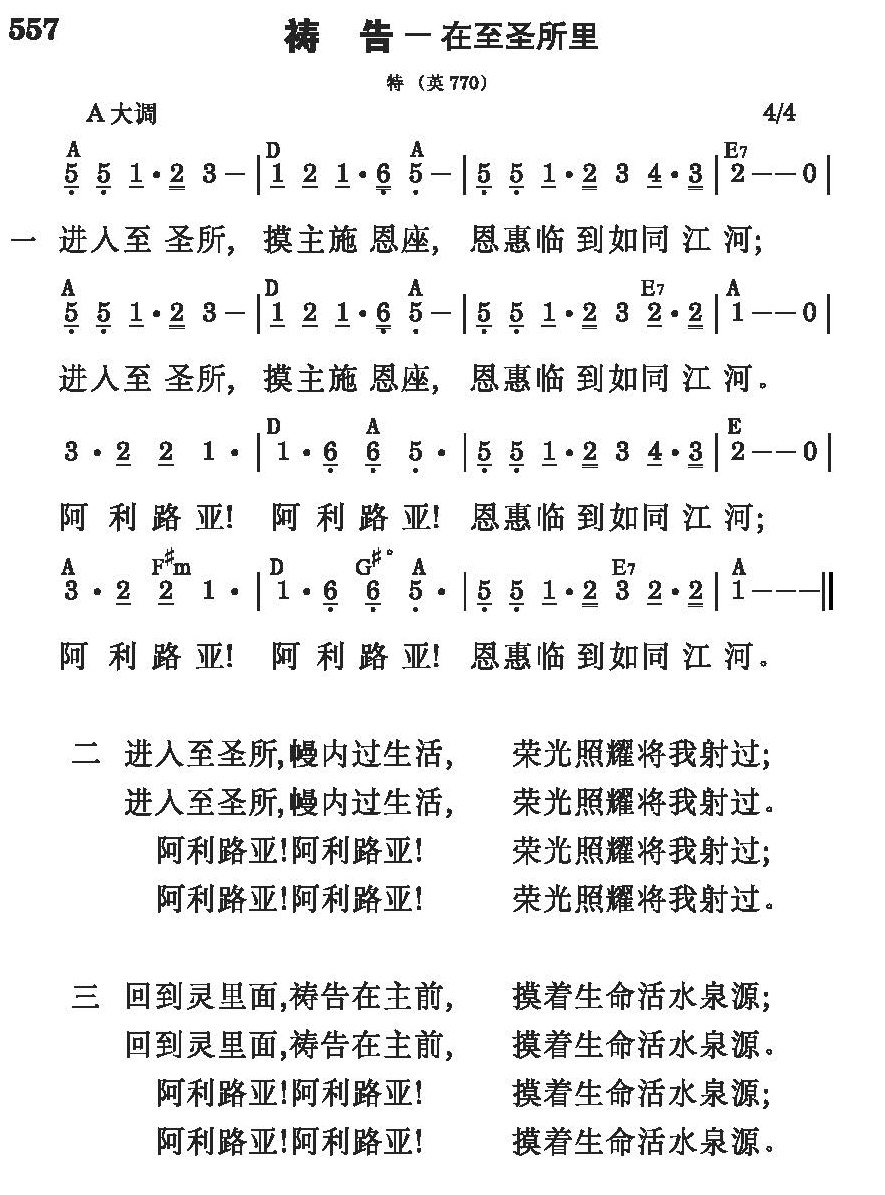 557
祷 告 － 在至圣所里
特（英 770）
A 大调 4/4
A D A E7
5 5 1 · 2 3 － | 1 2 1 · 6 5 － | 5 5 1 · 2 3 4 · 3 | 2 － － 0 |
一 进入至 圣所, 摸主施 恩座, 恩惠临 到如同 江 河;
A D A E7 A
5 5 1 · 2 3 － | 1 2 1 · 6 5 － | 5 5 1 · 2 3 2 · 2 | 1 － － 0 |
进入至 圣所, 摸主施 恩座, 恩惠临 到如同 江 河。
D A E
3 · 2 2 1 · | 1 · 6 6 5 · | 5 5 1 · 2 3 4 · 3 | 2 － － 0 |
阿 利 路 亚! 阿 利 路 亚! 恩惠临 到如同 江 河;
A F♯m D G♯° A E7 A
3 · 2 2 1 · | 1 · 6 6 5 · | 5 5 1 · 2 3 2 · 2 | 1 － － － ‖
阿 利 路 亚! 阿 利 路 亚! 恩惠临 到如同 江 河。
二 进入至圣所,幔内过生活, 荣光照耀将我射过;
进入至圣所,幔内过生活, 荣光照耀将我射过。
阿利路亚!阿利路亚! 荣光照耀将我射过;
阿利路亚!阿利路亚! 荣光照耀将我射过。
三 回到灵里面,祷告在主前, 摸着生命活水泉源;
回到灵里面,祷告在主前, 摸着生命活水泉源。
阿利路亚!阿利路亚! 摸着生命活水泉源;
阿利路亚!阿利路亚! 摸着生命活水泉源。